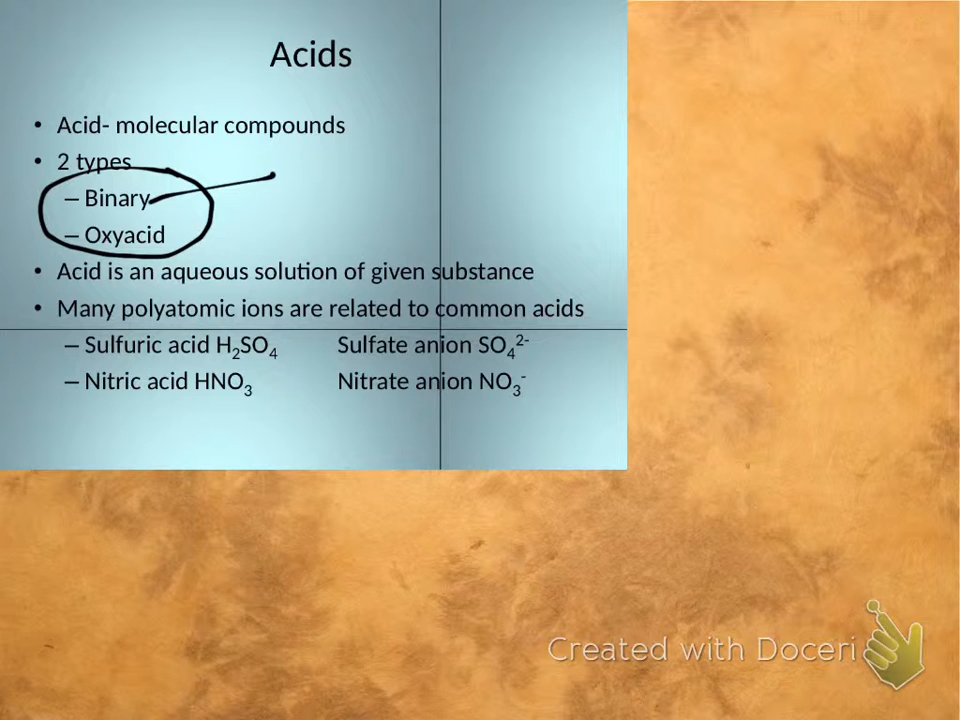 Acids
• Acid- molecular compounds
• 2 types
– Binary
– Oxyacid
• Acid is an aqueous solution of given substance
• Many polyatomic ions are related to common acids
– Sulfuric acid H₂SO₄ Sulfate anion SO₄²⁻
– Nitric acid HNO₃ Nitrate anion NO₃⁻
Created with Doceri